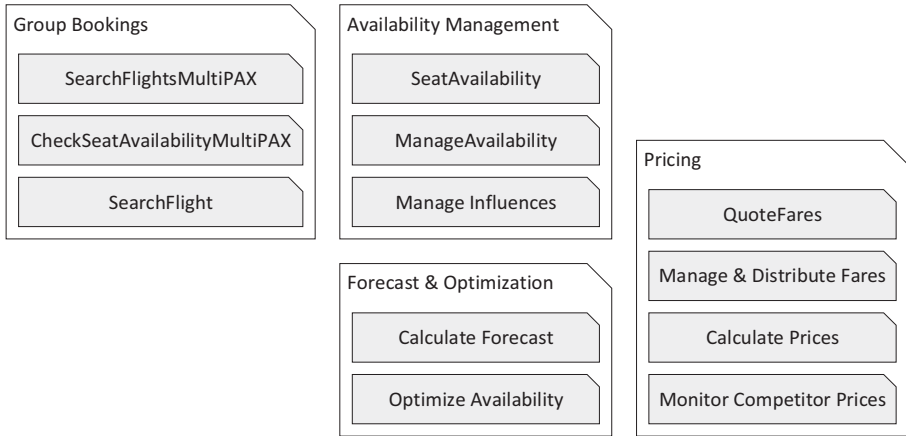 Group Bookings
SearchFlightsMultiPAX
CheckSeatAvailabilityMultiPAX
SearchFlight
Availability Management
SeatAvailability
ManageAvailability
Manage Influences
Forecast & Optimization
Calculate Forecast
Optimize Availability
Pricing
QuoteFares
Manage & Distribute Fares
Calculate Prices
Monitor Competitor Prices